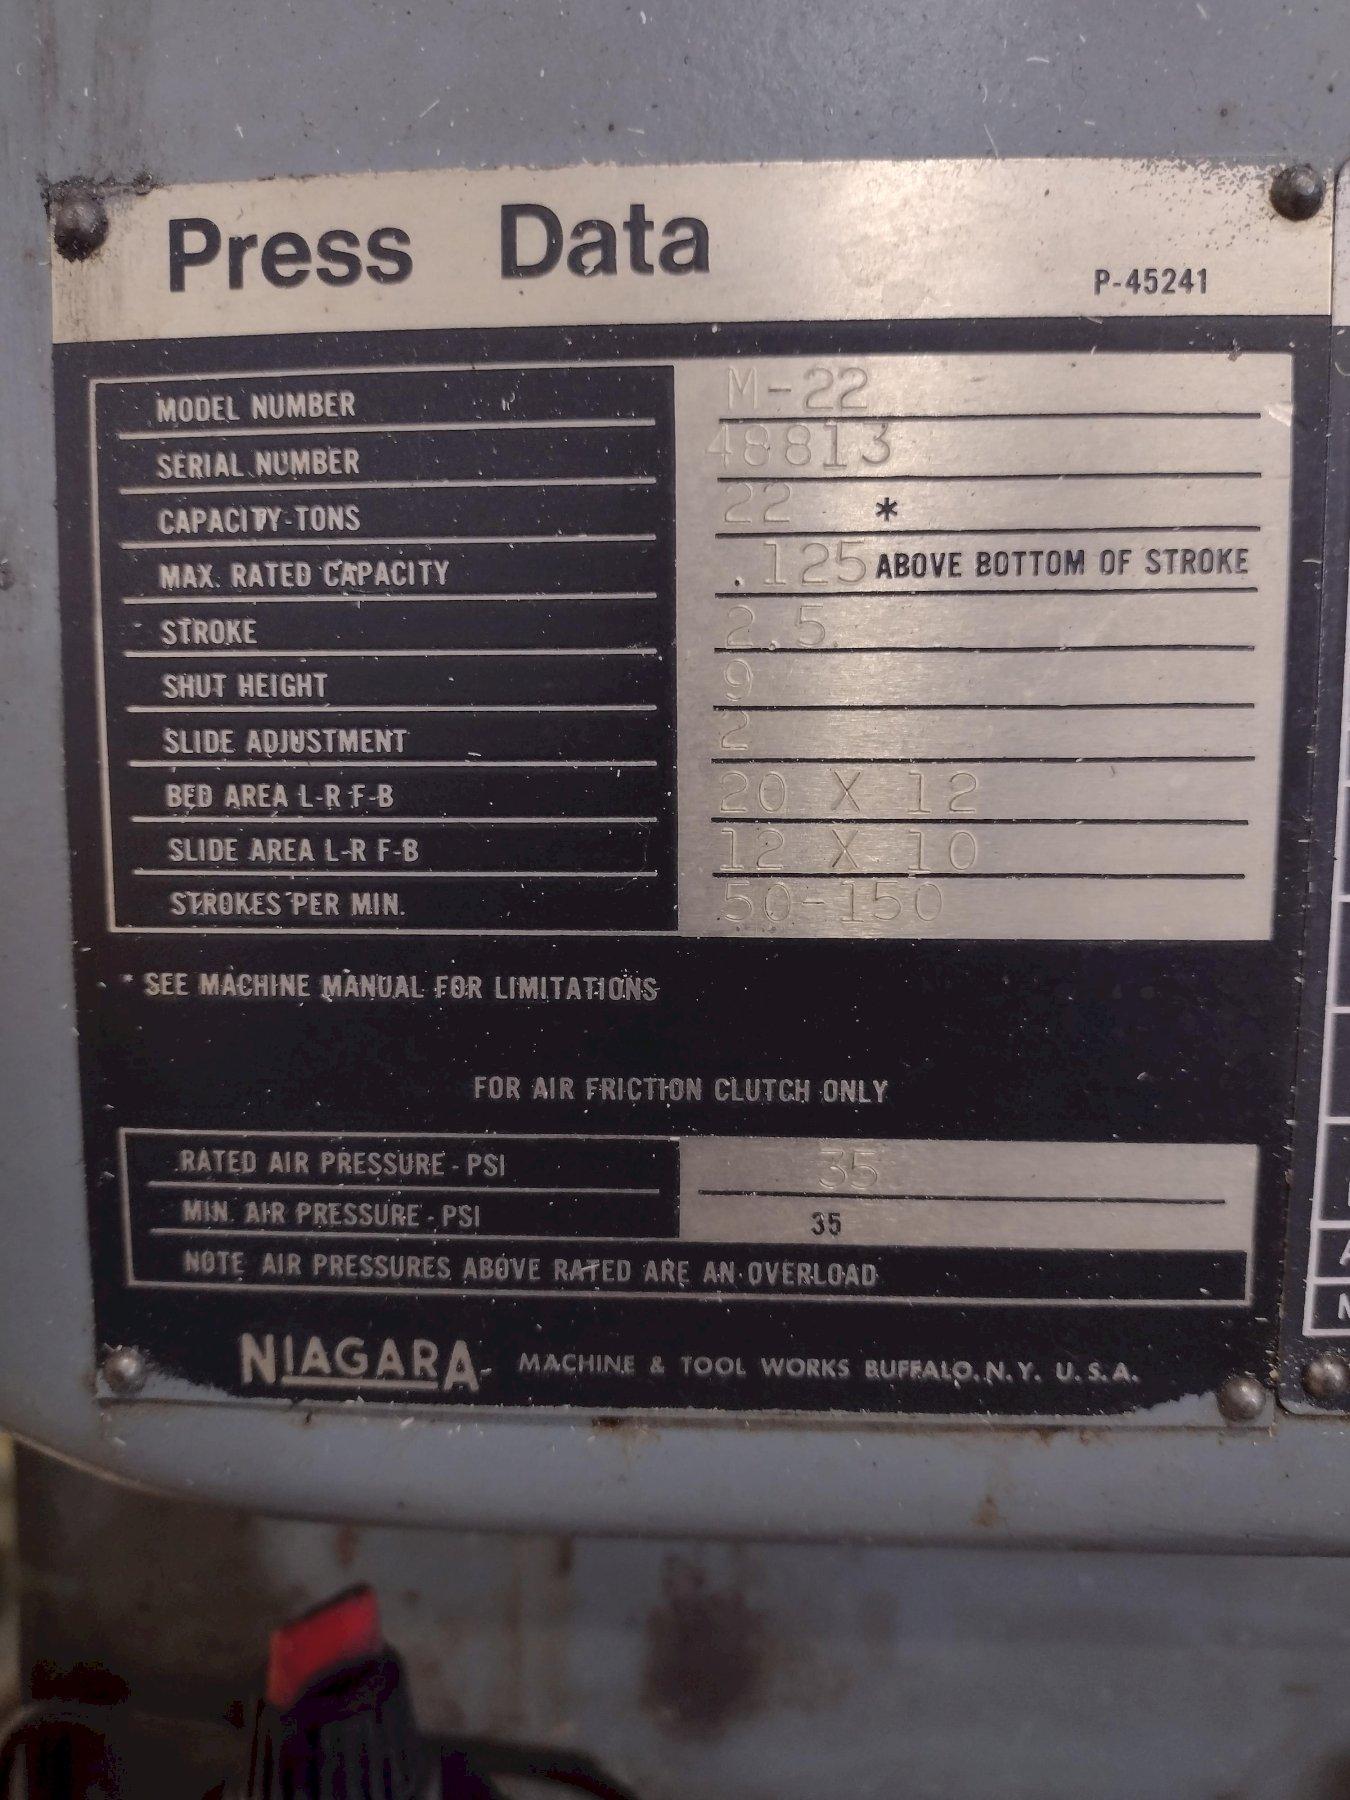 Press Data
P-45241
MODEL NUMBER M-22
SERIAL NUMBER 48813
CAPACITY-TONS 22 *
MAX. RATED CAPACITY .125 ABOVE BOTTOM OF STROKE
STROKE 2.5
SHUT HEIGHT 9
SLIDE ADJUSTMENT 2
BED AREA L-R F-B 20 X 12
SLIDE AREA L-R F-B 12 X 10
STROKES PER MIN. 50-150
* SEE MACHINE MANUAL FOR LIMITATIONS
FOR AIR FRICTION CLUTCH ONLY
RATED AIR PRESSURE - PSI 35
MIN. AIR PRESSURE - PSI 35
NOTE AIR PRESSURES ABOVE RATED ARE AN OVERLOAD
NIAGARA MACHINE & TOOL WORKS BUFFALO, N.Y. U.S.A.